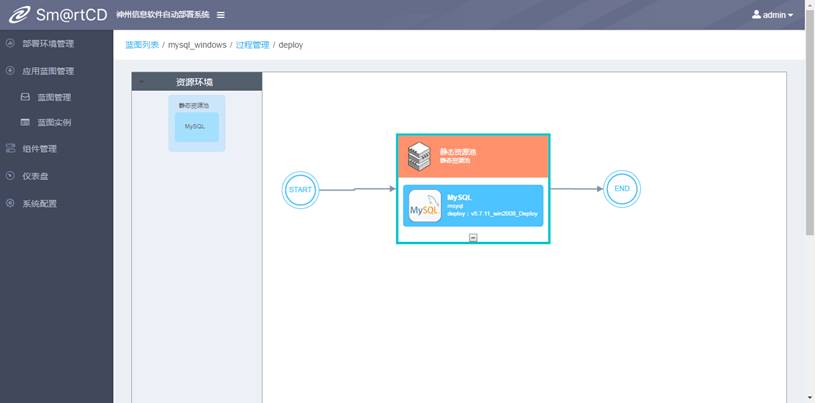 Sm@rtCD 神州信息软件自动部署系统 admin
部署环境管理
应用蓝图管理
蓝图管理
蓝图实例
组件管理
仪表盘
系统配置
蓝图列表 / mysql_windows / 过程管理 / deploy
资源环境
静态资源池
MySQL
START
静态资源池
静态资源池
MySQL
MySQL
msyql
deploy : v5.7.11_win2008_Deploy
END